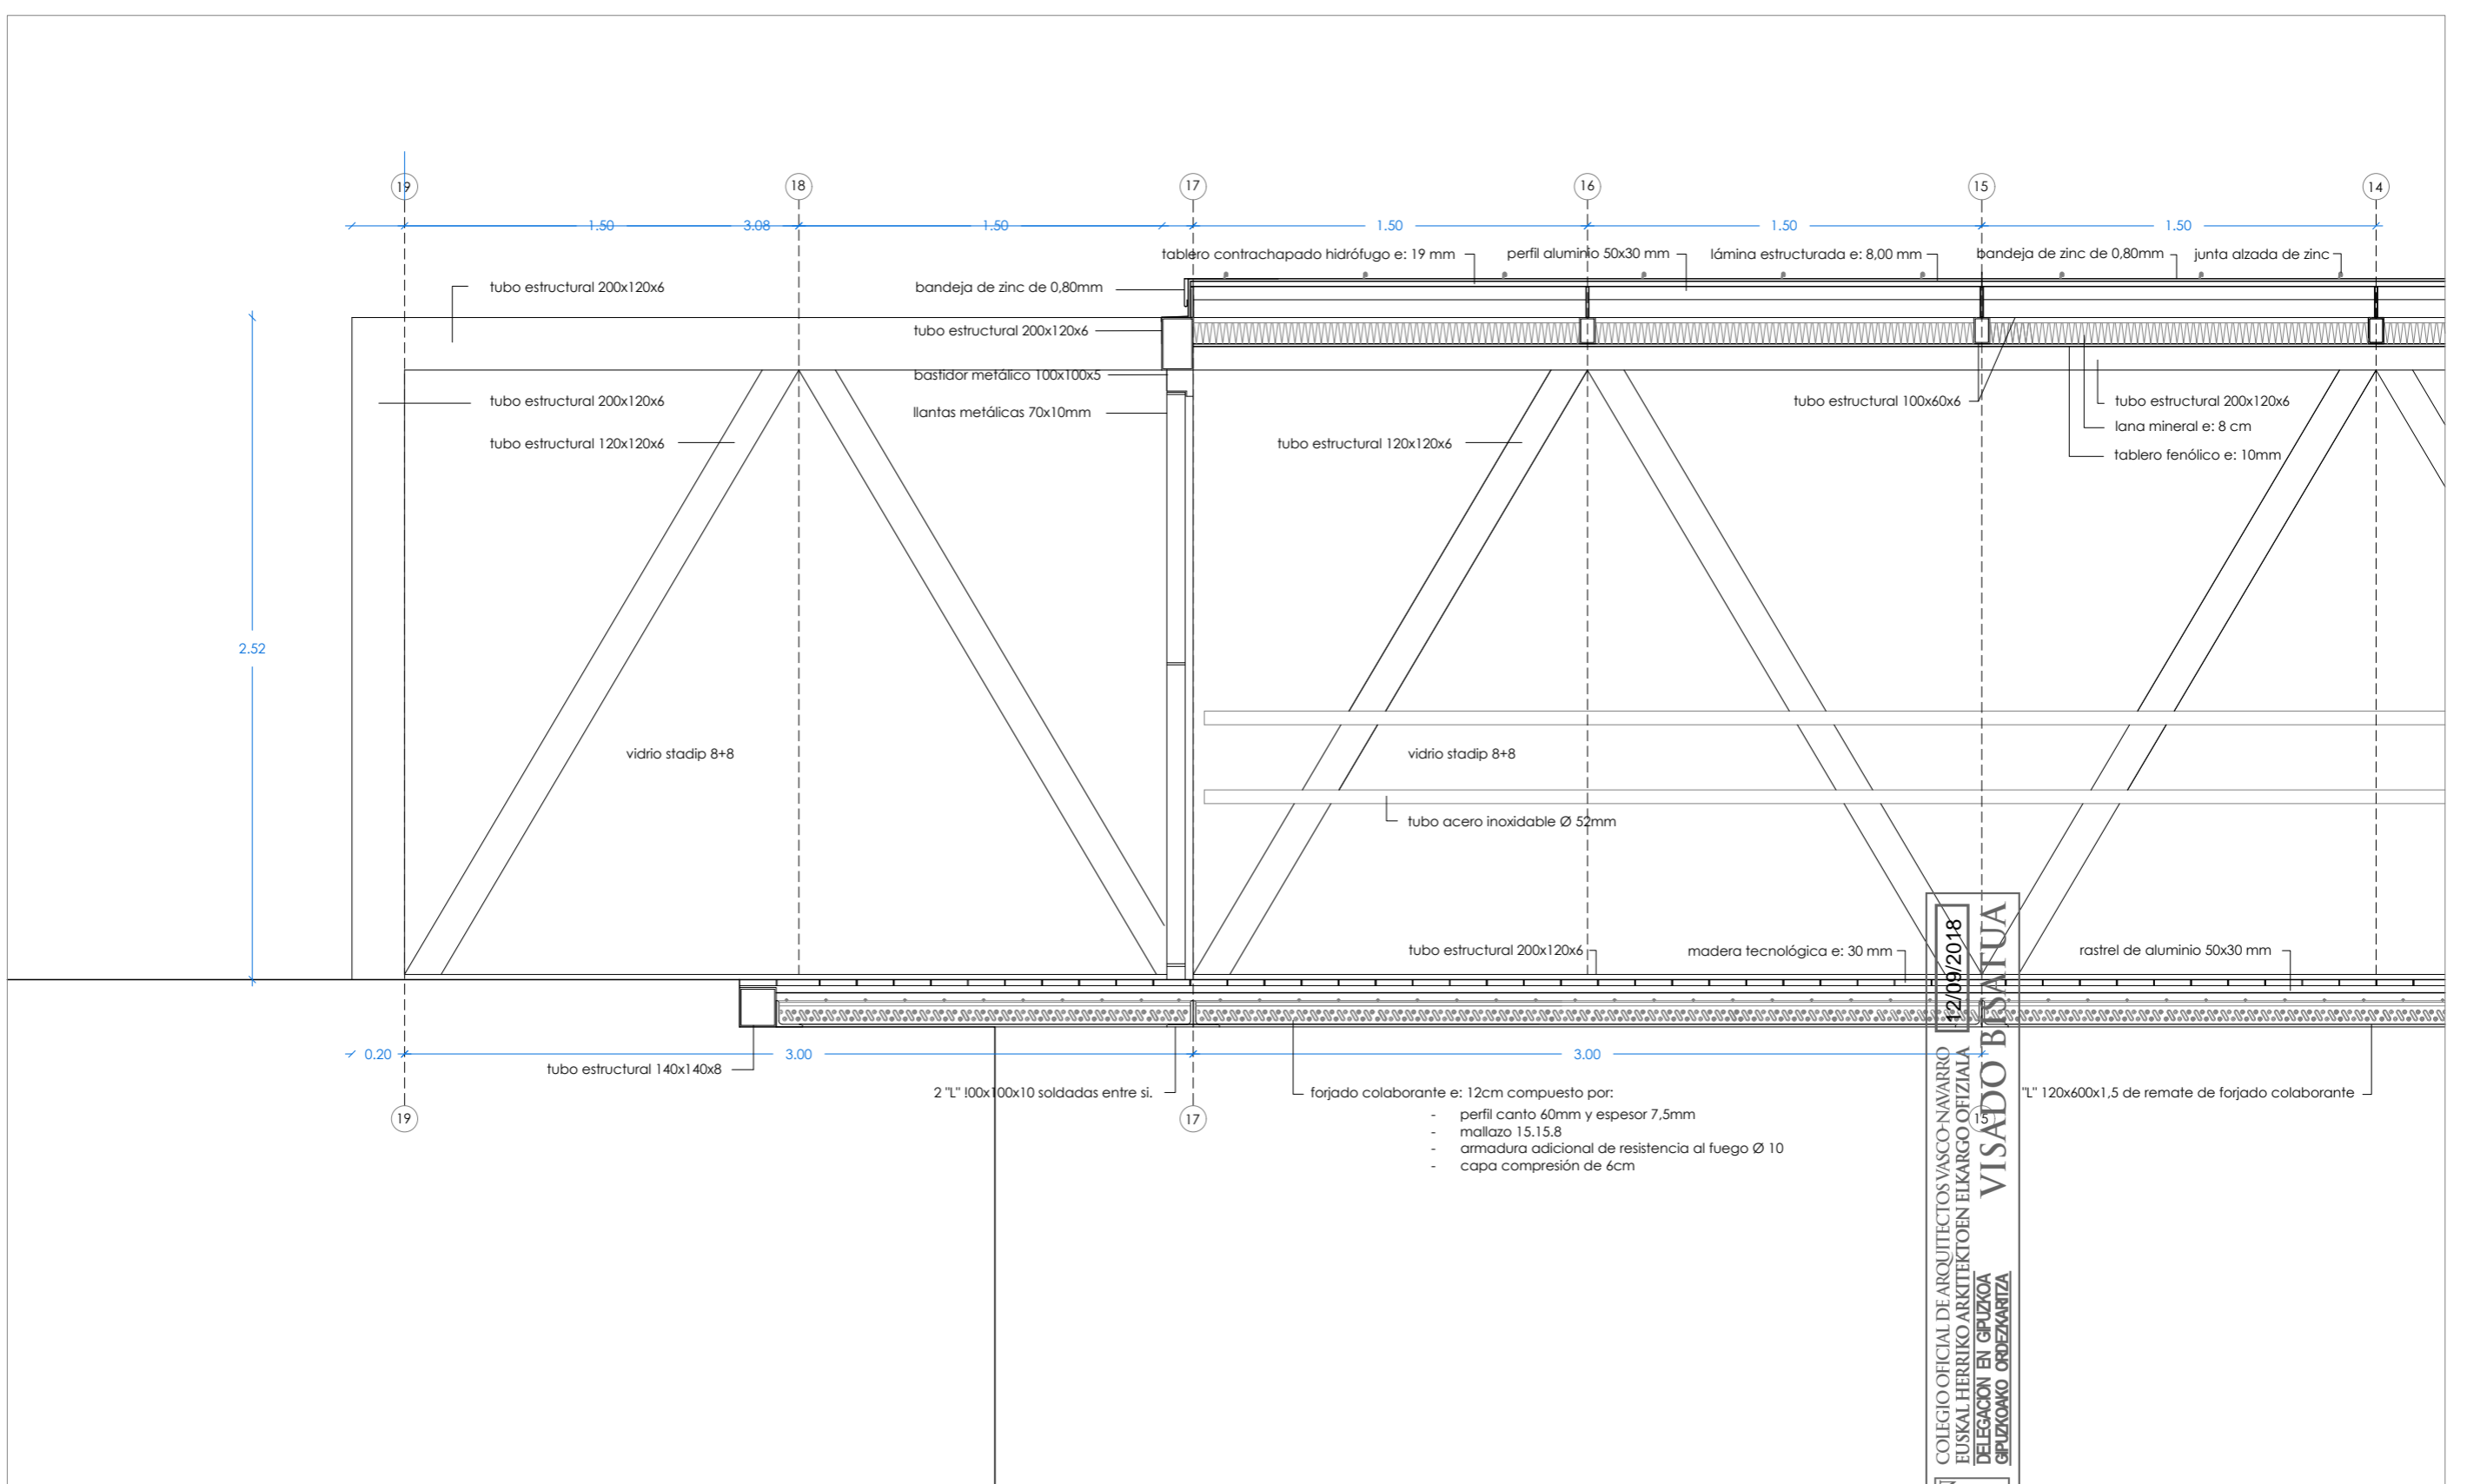 19 18 17 16 15 14
1.50 3.08 1.50 1.50 1.50 1.50
tablero contrachapado hidrófugo e: 19 mm
perfil aluminio 50x30 mm
lámina estructurada e: 8,00 mm
bandeja de zinc de 0,80mm
junta alzada de zinc
tubo estructural 200x120x6
bandeja de zinc de 0,80mm
tubo estructural 200x120x6
bastidor metálico 100x100x5
tubo estructural 200x120x6
llantas metálicas 70x10mm
tubo estructural 100x60x6
tubo estructural 200x120x6
lana mineral e: 8 cm
tubo estructural 120x120x6
tubo estructural 120x120x6
tablero fenólico e: 10mm
2.52
vidrio stadip 8+8
vidrio stadip 8+8
tubo acero inoxidable Ø 52mm
tubo estructural 200x120x6
madera tecnológica e: 30 mm
rastrel de aluminio 50x30 mm
0.20 3.00 3.00
tubo estructural 140x140x8
2 "L" !00x100x10 soldadas entre si.
forjado colaborante e: 12cm compuesto por:
- perfil canto 60mm y espesor 7,5mm
- mallazo 15.15.8
- armadura adicional de resistencia al fuego Ø 10
- capa compresión de 6cm
"L" 120x600x1,5 de remate de forjado colaborante
19 17 15
12/09/2018
VISADO BISATUA
COLEGIO OFICIAL DE ARQUITECTOS VASCO-NAVARRO
EUSKAL HERRIKO ARKITEKTOEN ELKARGO OFIZIALA
DELEGACION EN GIPUZKOA
GIPUZKOAKO ORDEZKARITZA